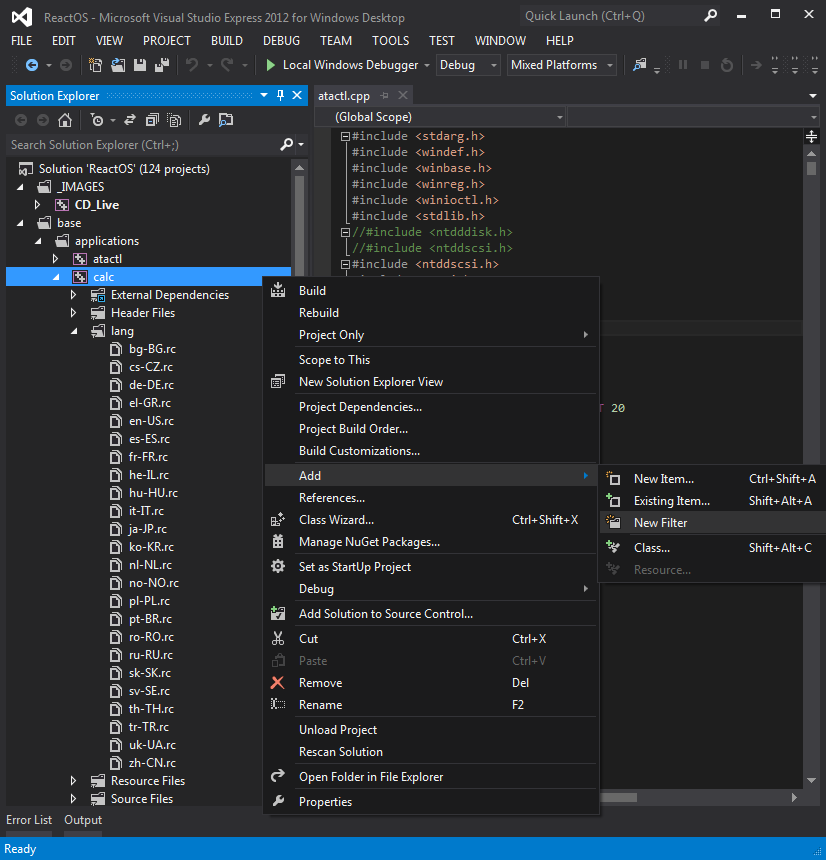 ReactOS - Microsoft Visual Studio Express 2012 for Windows Desktop
Quick Launch (Ctrl+Q)
FILE EDIT VIEW PROJECT BUILD DEBUG TEAM TOOLS TEST WINDOW HELP
Local Windows Debugger Debug Mixed Platforms
Solution Explorer
Search Solution Explorer (Ctrl+;)
Solution 'ReactOS' (124 projects)
_IMAGES
CD_Live
base
applications
atactl
calc
External Dependencies
Header Files
lang
bg-BG.rc
cs-CZ.rc
de-DE.rc
el-GR.rc
en-US.rc
es-ES.rc
fr-FR.rc
he-IL.rc
hu-HU.rc
it-IT.rc
ja-JP.rc
ko-KR.rc
nl-NL.rc
no-NO.rc
pl-PL.rc
pt-BR.rc
ro-RO.rc
ru-RU.rc
sk-SK.rc
sv-SE.rc
th-TH.rc
tr-TR.rc
uk-UA.rc
zh-CN.rc
Resource Files
Source Files
atactl.cpp
(Global Scope)
#include <stdarg.h>
#include <windef.h>
#include <winbase.h>
#include <winreg.h>
#include <winioctl.h>
#include <stdlib.h>
//#include <ntdddisk.h>
//#include <ntddscsi.h>
#include <ntddscsi.h>
20
Build
Rebuild
Project Only
Scope to This
New Solution Explorer View
Project Dependencies...
Project Build Order...
Build Customizations...
Add
References...
Class Wizard... Ctrl+Shift+X
Manage NuGet Packages...
Set as StartUp Project
Debug
Add Solution to Source Control...
Cut Ctrl+X
Paste Ctrl+V
Remove Del
Rename F2
Unload Project
Rescan Solution
Open Folder in File Explorer
Properties
New Item... Ctrl+Shift+A
Existing Item... Shift+Alt+A
New Filter
Class... Shift+Alt+C
Resource...
Error List Output
Ready